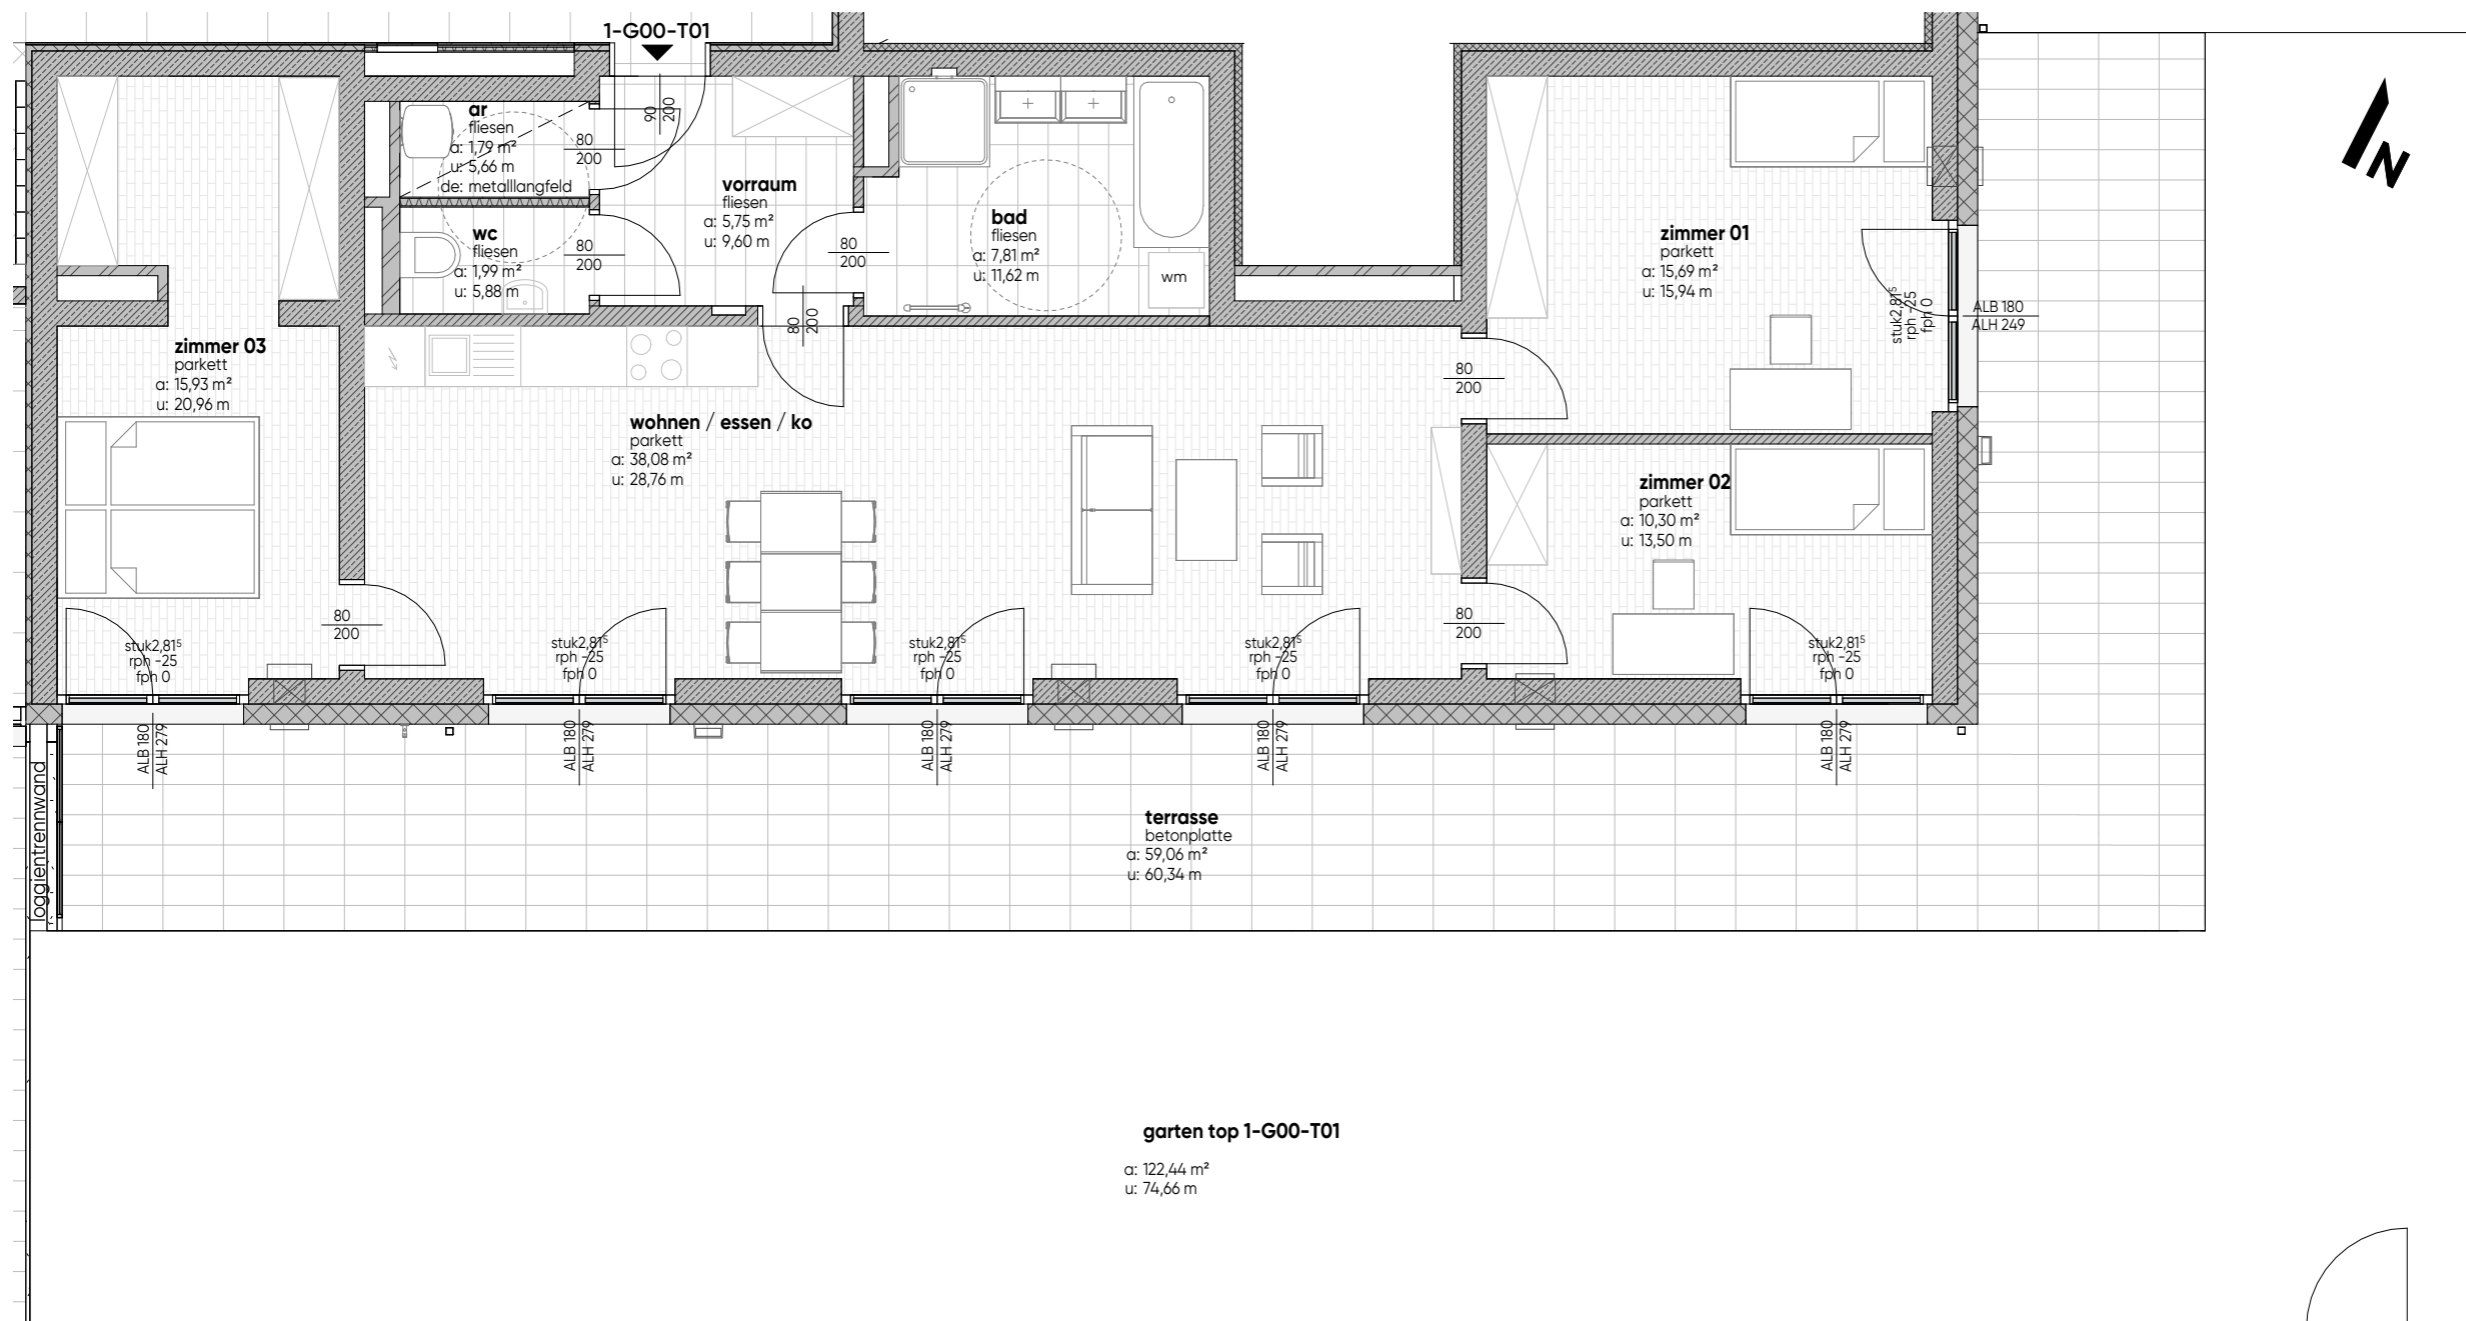 1-G00-T01
90
200
ar
fliesen
a: 1,79 m²
u: 5,66 m
de: metalllangfeld
80
200
wc
fliesen
a: 1,99 m²
u: 5,88 m
80
200
vorraum
fliesen
a: 5,75 m²
u: 9,60 m
80
200
80
200
bad
fliesen
a: 7,81 m²
u: 11,62 m
wm
zimmer 01
parkett
a: 15,69 m²
u: 15,94 m
stuk2,81⁵
rph -25
fph 0
ALB 180
ALH 249
N
zimmer 03
parkett
a: 15,93 m²
u: 20,96 m
80
200
wohnen / essen / ko
parkett
a: 38,08 m²
u: 28,76 m
80
200
zimmer 02
parkett
a: 10,30 m²
u: 13,50 m
80
200
stuk2,81⁵
rph -25
fph 0
stuk2,81⁵
rph -25
fph 0
stuk2,81⁵
rph -25
fph 0
stuk2,81⁵
rph -25
fph 0
stuk2,81⁵
rph -25
fph 0
ALB 180
ALH 279
ALB 180
ALH 279
ALB 180
ALH 279
ALB 180
ALH 279
ALB 180
ALH 279
loggientrennwand
terrasse
betonplatte
a: 59,06 m²
u: 60,34 m
garten top 1-G00-T01
a: 122,44 m²
u: 74,66 m